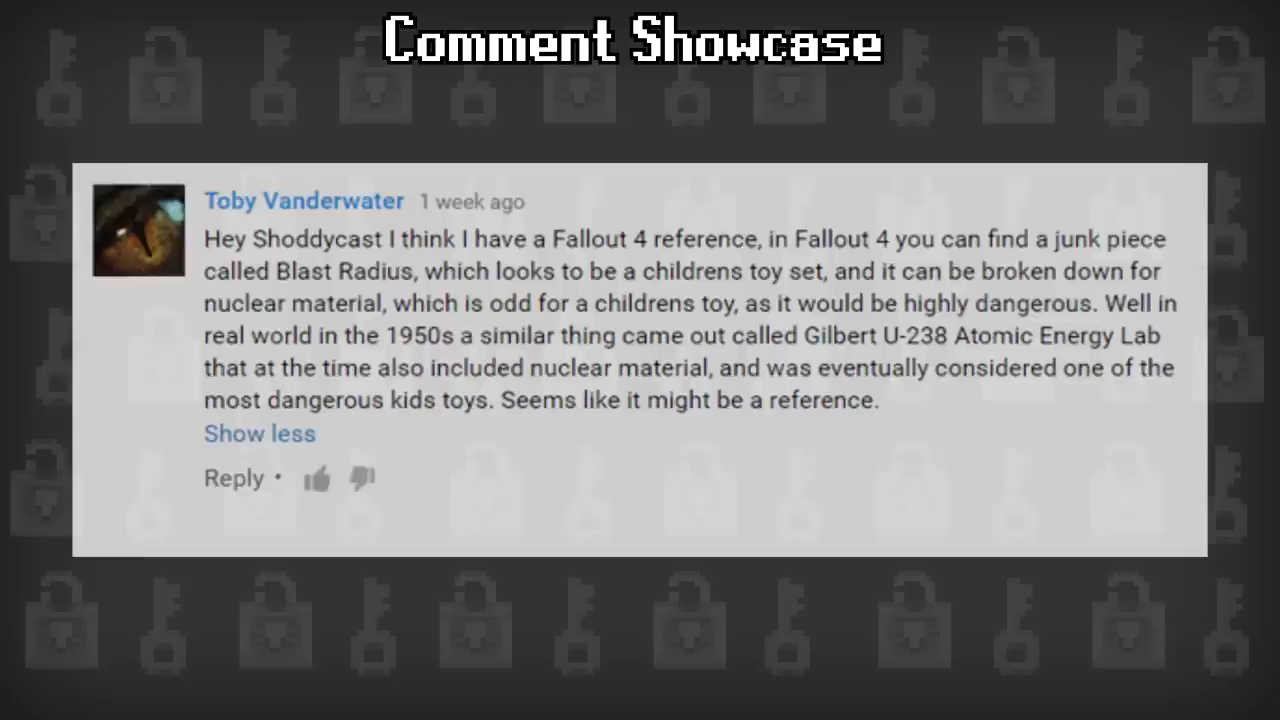 Comment Showcase
Toby Vanderwater 1 week ago
Hey Shoddycast I think I have a Fallout 4 reference, in Fallout 4 you can find a junk piece
called Blast Radius, which looks to be a childrens toy set, and it can be broken down for
nuclear material, which is odd for a childrens toy, as it would be highly dangerous. Well in
real world in the 1950s a similar thing came out called Gilbert U-238 Atomic Energy Lab
that at the time also included nuclear material, and was eventually considered one of the
most dangerous kids toys. Seems like it might be a reference.
Show less
Reply •